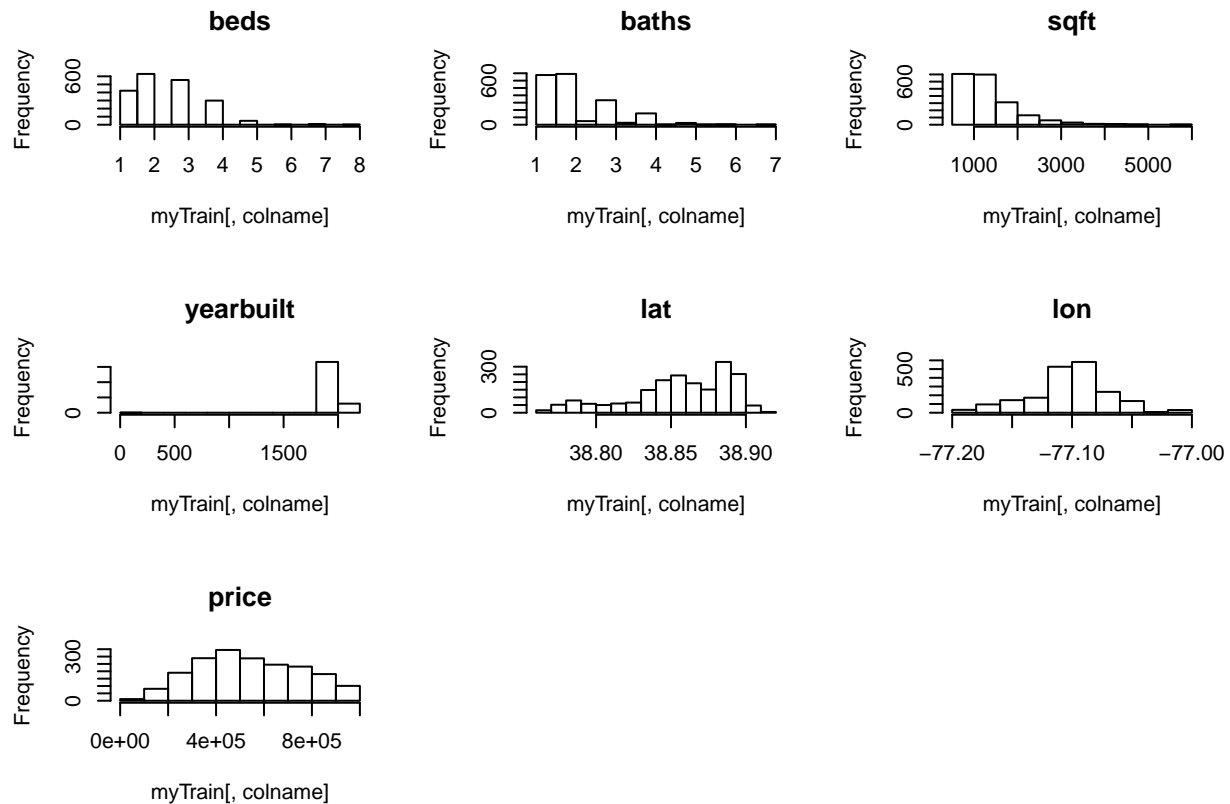 beds
Frequency
0 600
1 2 3 4 5 6 7 8
myTrain[, colname]
baths
Frequency
0 600
1 2 3 4 5 6 7
myTrain[, colname]
sqft
Frequency
0 600
1000 3000 5000
myTrain[, colname]
yearbuilt
Frequency
0
0 500 1500
myTrain[, colname]
lat
Frequency
0 300
38.80 38.85 38.90
myTrain[, colname]
lon
Frequency
0 500
−77.20 −77.10 −77.00
myTrain[, colname]
price
Frequency
0 300
0e+00 4e+05 8e+05
myTrain[, colname]